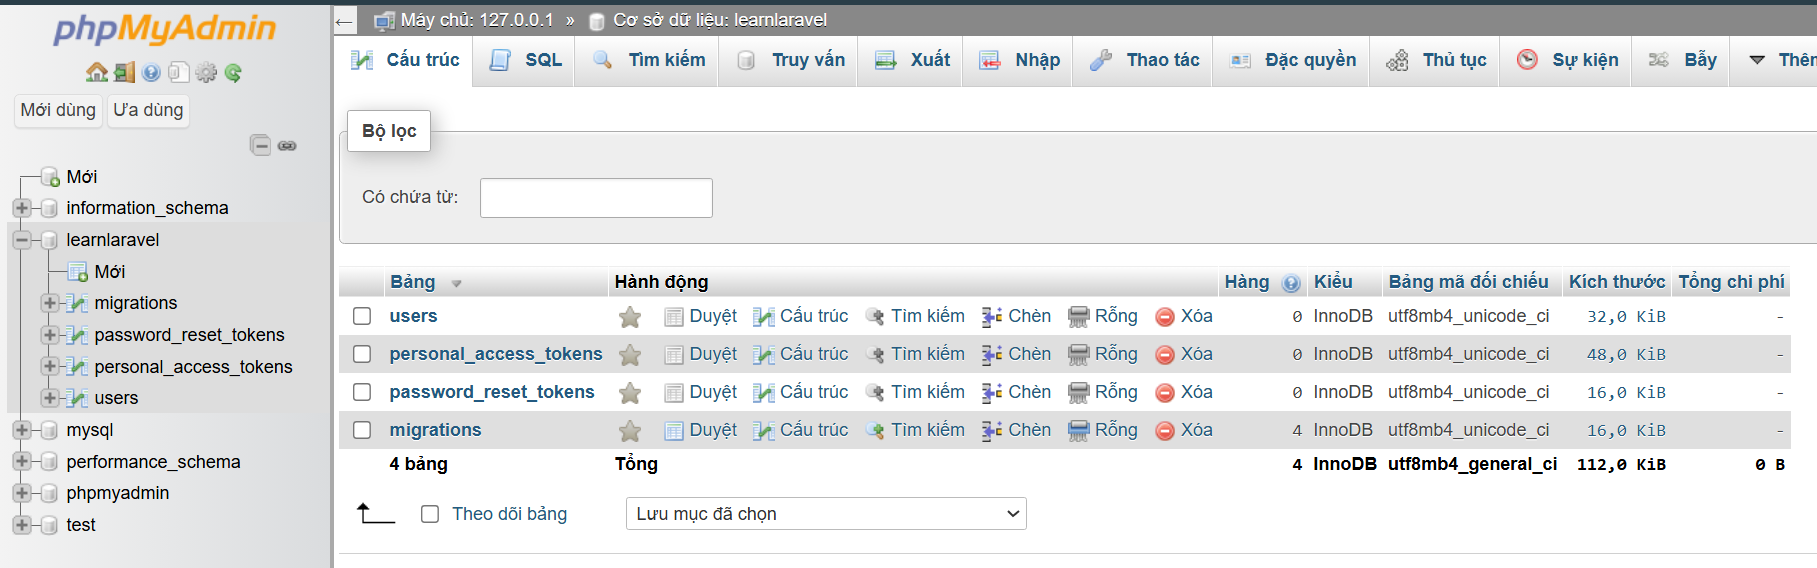 phpMyAdmin
Mới dùng Ưa dùng
Mới
information_schema
learnlaravel
Mới
migrations
password_reset_tokens
personal_access_tokens
users
mysql
performance_schema
phpmyadmin
test
Máy chủ: 127.0.0.1 » Cơ sở dữ liệu: learnlaravel
Cấu trúc SQL Tìm kiếm Truy vấn Xuất Nhập Thao tác Đặc quyền Thủ tục Sự kiện Bẫy Thêm
Bộ lọc
Có chứa từ:
Bảng Hành động Hàng Kiểu Bảng mã đối chiếu Kích thước Tổng chi phí
users Duyệt Cấu trúc Tìm kiếm Chèn Rỗng Xóa 0 InnoDB utf8mb4_unicode_ci 32,0 KiB -
personal_access_tokens Duyệt Cấu trúc Tìm kiếm Chèn Rỗng Xóa 0 InnoDB utf8mb4_unicode_ci 48,0 KiB -
password_reset_tokens Duyệt Cấu trúc Tìm kiếm Chèn Rỗng Xóa 0 InnoDB utf8mb4_unicode_ci 16,0 KiB -
migrations Duyệt Cấu trúc Tìm kiếm Chèn Rỗng Xóa 4 InnoDB utf8mb4_unicode_ci 16,0 KiB -
4 bảng Tổng 4 InnoDB utf8mb4_general_ci 112,0 KiB 0 B
Theo dõi bảng Lưu mục đã chọn